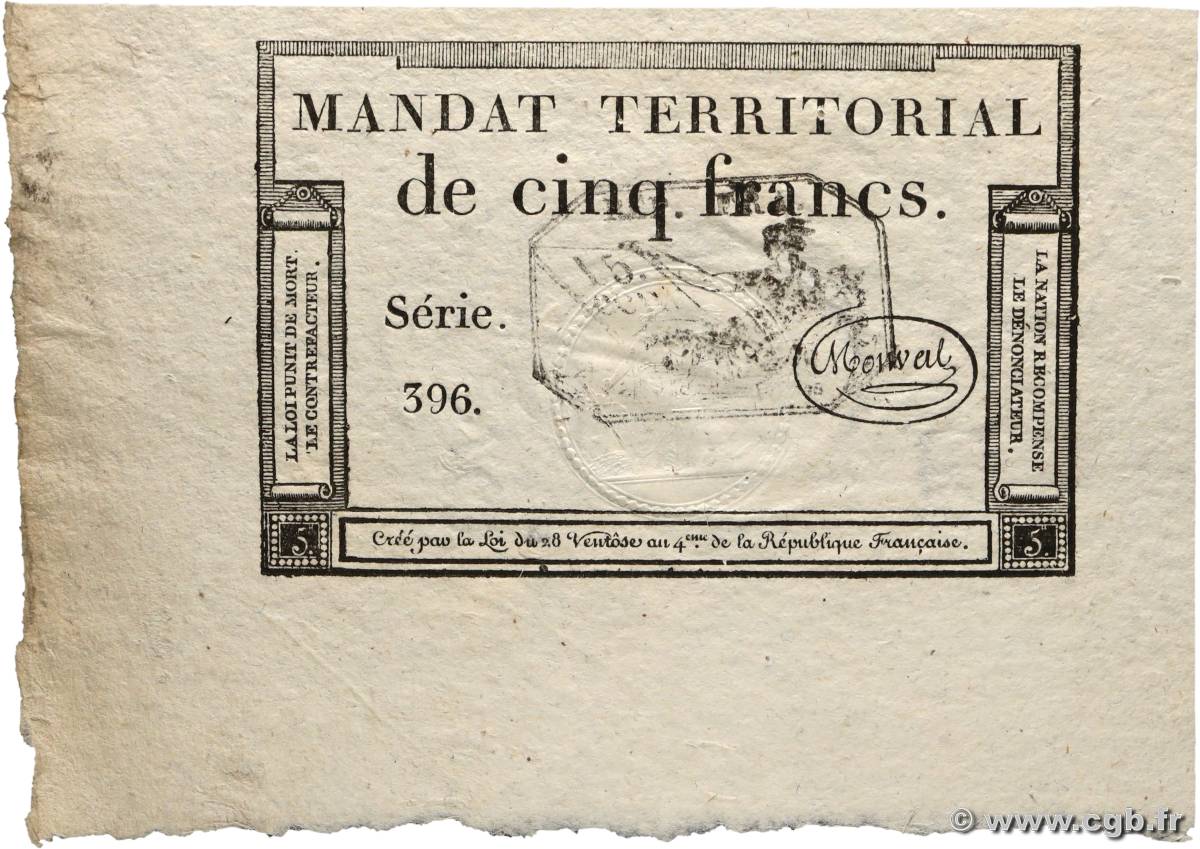 MANDAT TERRITORIAL
de cinq francs.
Série.
396.
15.
Monval
LA LOI PUNIT DE MORT
LE CONTREFACTEUR.
LA NATION RÉCOMPENSE
LE DÉNONCIATEUR.
5.
Créé par la Loi du 28 Ventôse an 4.eme de la République Française.
5.
© www.cgb.fr